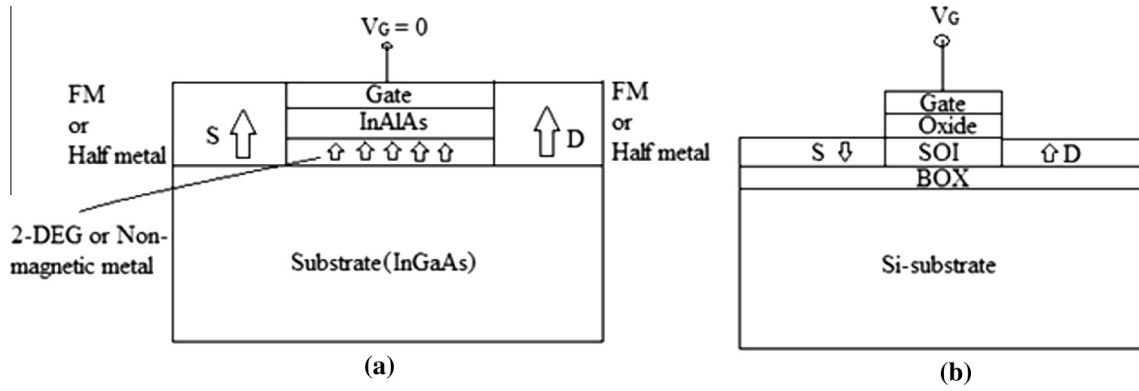 VG = 0
FM
or
Half metal
S
Gate
InAlAs
D
FM
or
Half metal
2-DEG or Non-
magnetic metal
Substrate(InGaAs)
(a)
VG
Gate
Oxide
S
SOI
D
BOX
Si-substrate
(b)